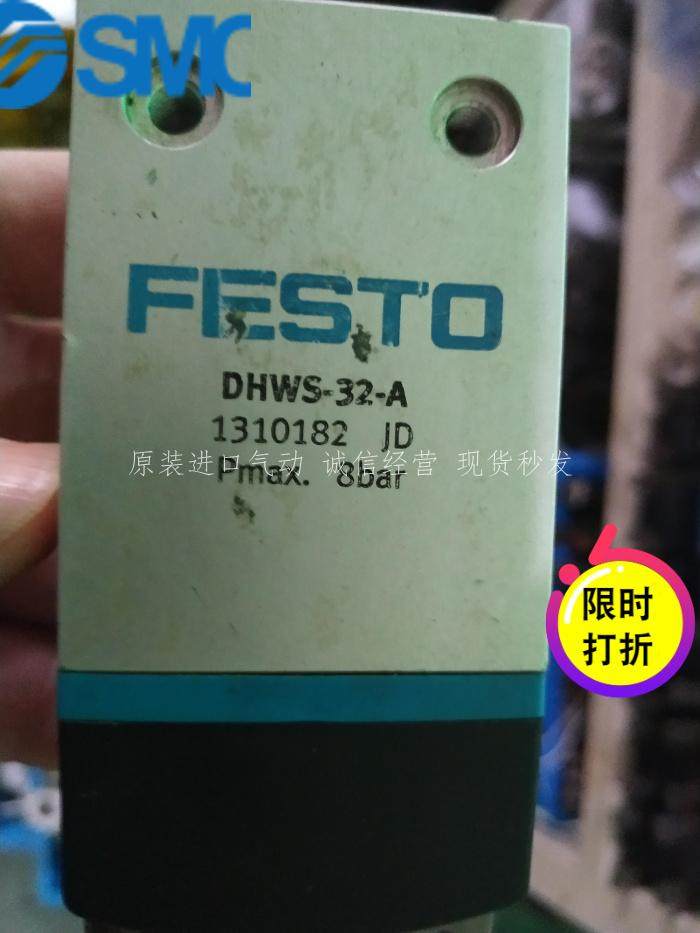 SMC
FESTO
DHWS-32-A
1310182 JD
原装进口气动 诚信经营 现货秒发
Pmax. 8bar
限时
打折